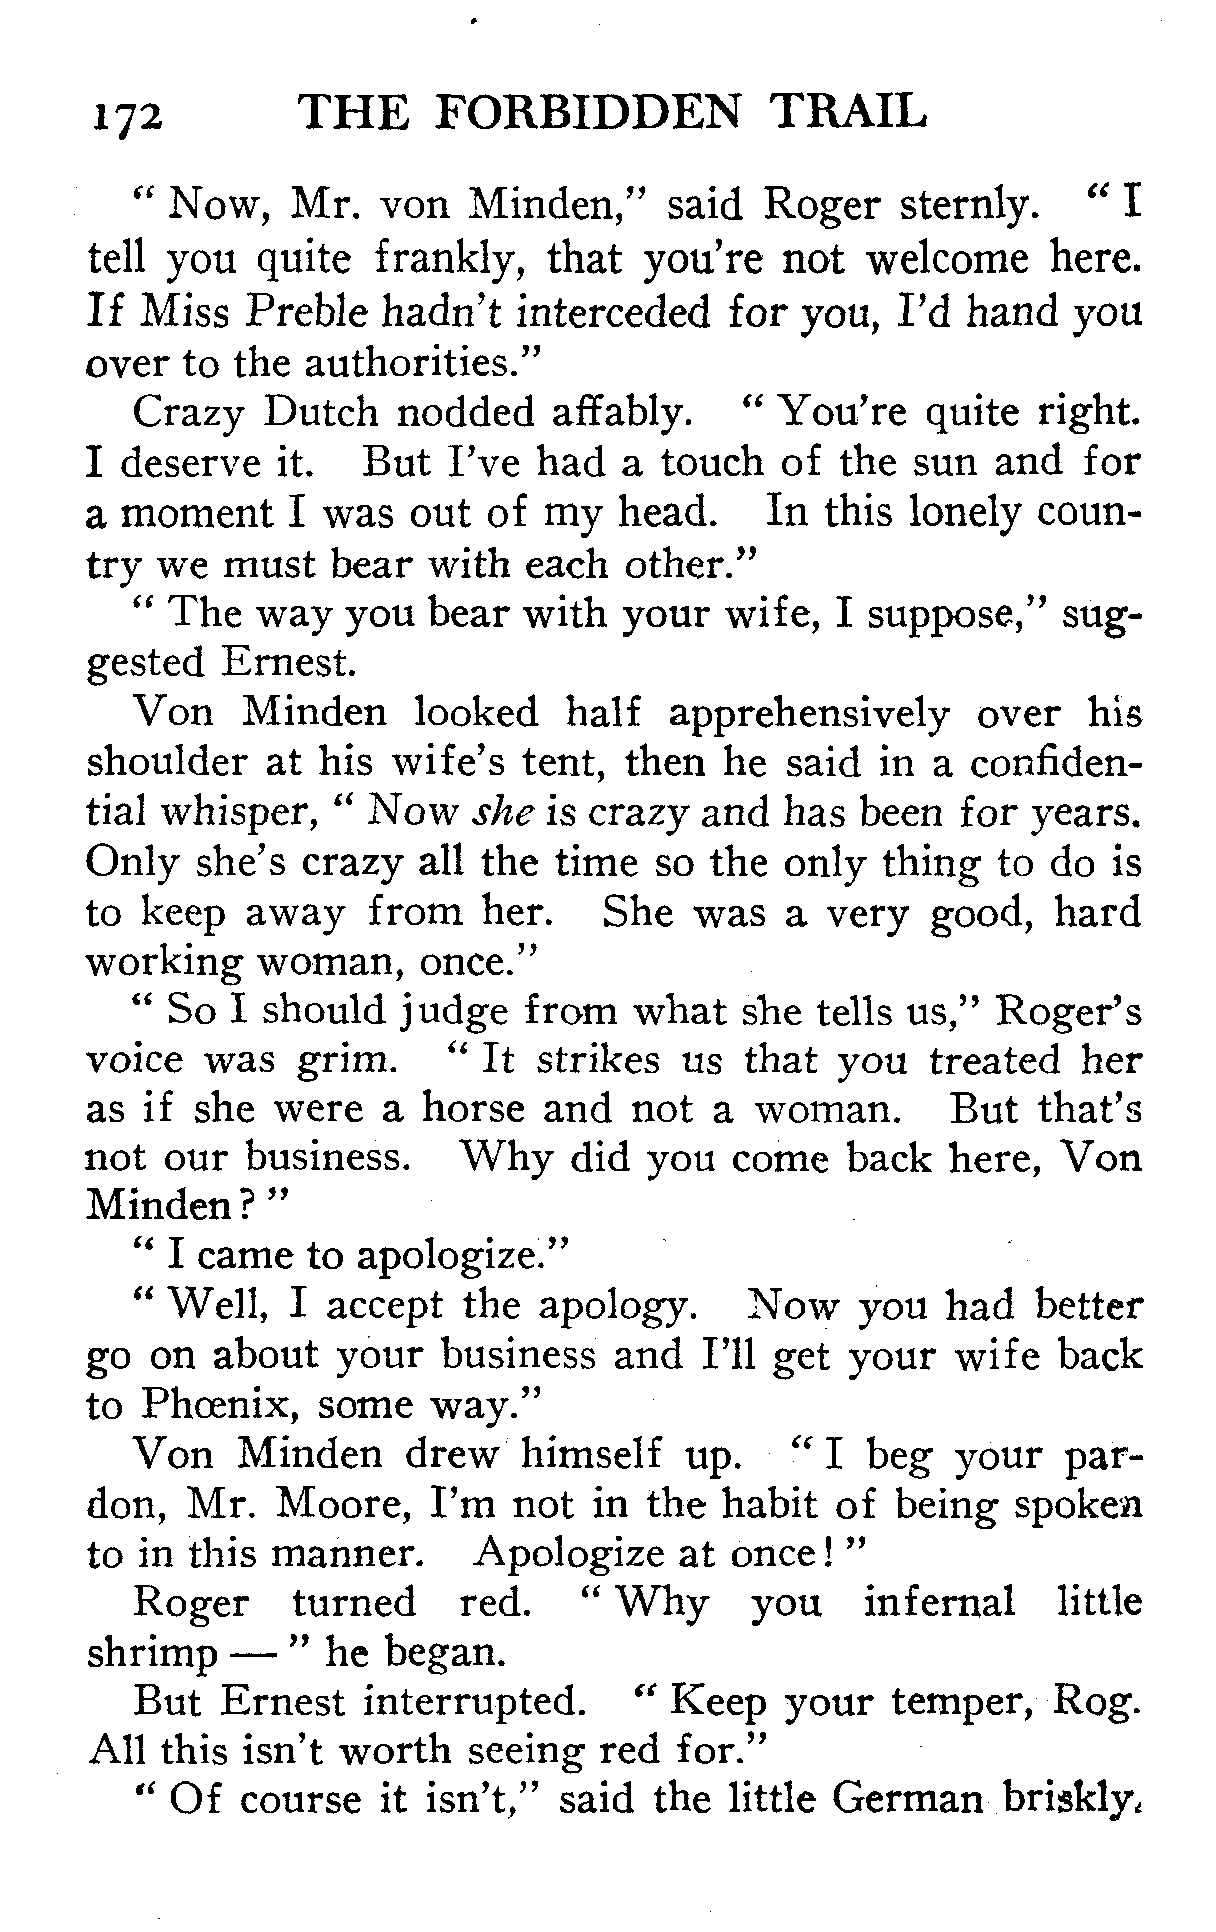 172 THE FORBIDDEN TRAIL
“ Now, Mr. von Minden,” said Roger sternly. “ I
tell you quite frankly, that you’re not welcome here.
If Miss Preble hadn’t interceded for you, I’d hand you
over to the authorities.”
Crazy Dutch nodded affably. “ You’re quite right.
I deserve it. But I’ve had a touch of the sun and for
a moment I was out of my head. In this lonely coun-
try we must bear with each other.”
“ The way you bear with your wife, I suppose,” sug-
gested Ernest.
Von Minden looked half apprehensively over his
shoulder at his wife’s tent, then he said in a confiden-
tial whisper, “ Now she is crazy and has been for years.
Only she’s crazy all the time so the only thing to do is
to keep away from her. She was a very good, hard
working woman, once.”
“ So I should judge from what she tells us,” Roger’s
voice was grim. “ It strikes us that you treated her
as if she were a horse and not a woman. But that’s
not our business. Why did you come back here, Von
Minden? ”
“ I came to apologize.”
“ Well, I accept the apology. Now you had better
go on about your business and I’ll get your wife back
to Phœnix, some way.”
Von Minden drew himself up. “ I beg your par-
don, Mr. Moore, I’m not in the habit of being spoken
to in this manner. Apologize at once! ”
Roger turned red. “ Why you infernal little
shrimp — ” he began.
But Ernest interrupted. “ Keep your temper, Rog.
All this isn’t worth seeing red for.”
“ Of course it isn’t,” said the little German briskly.